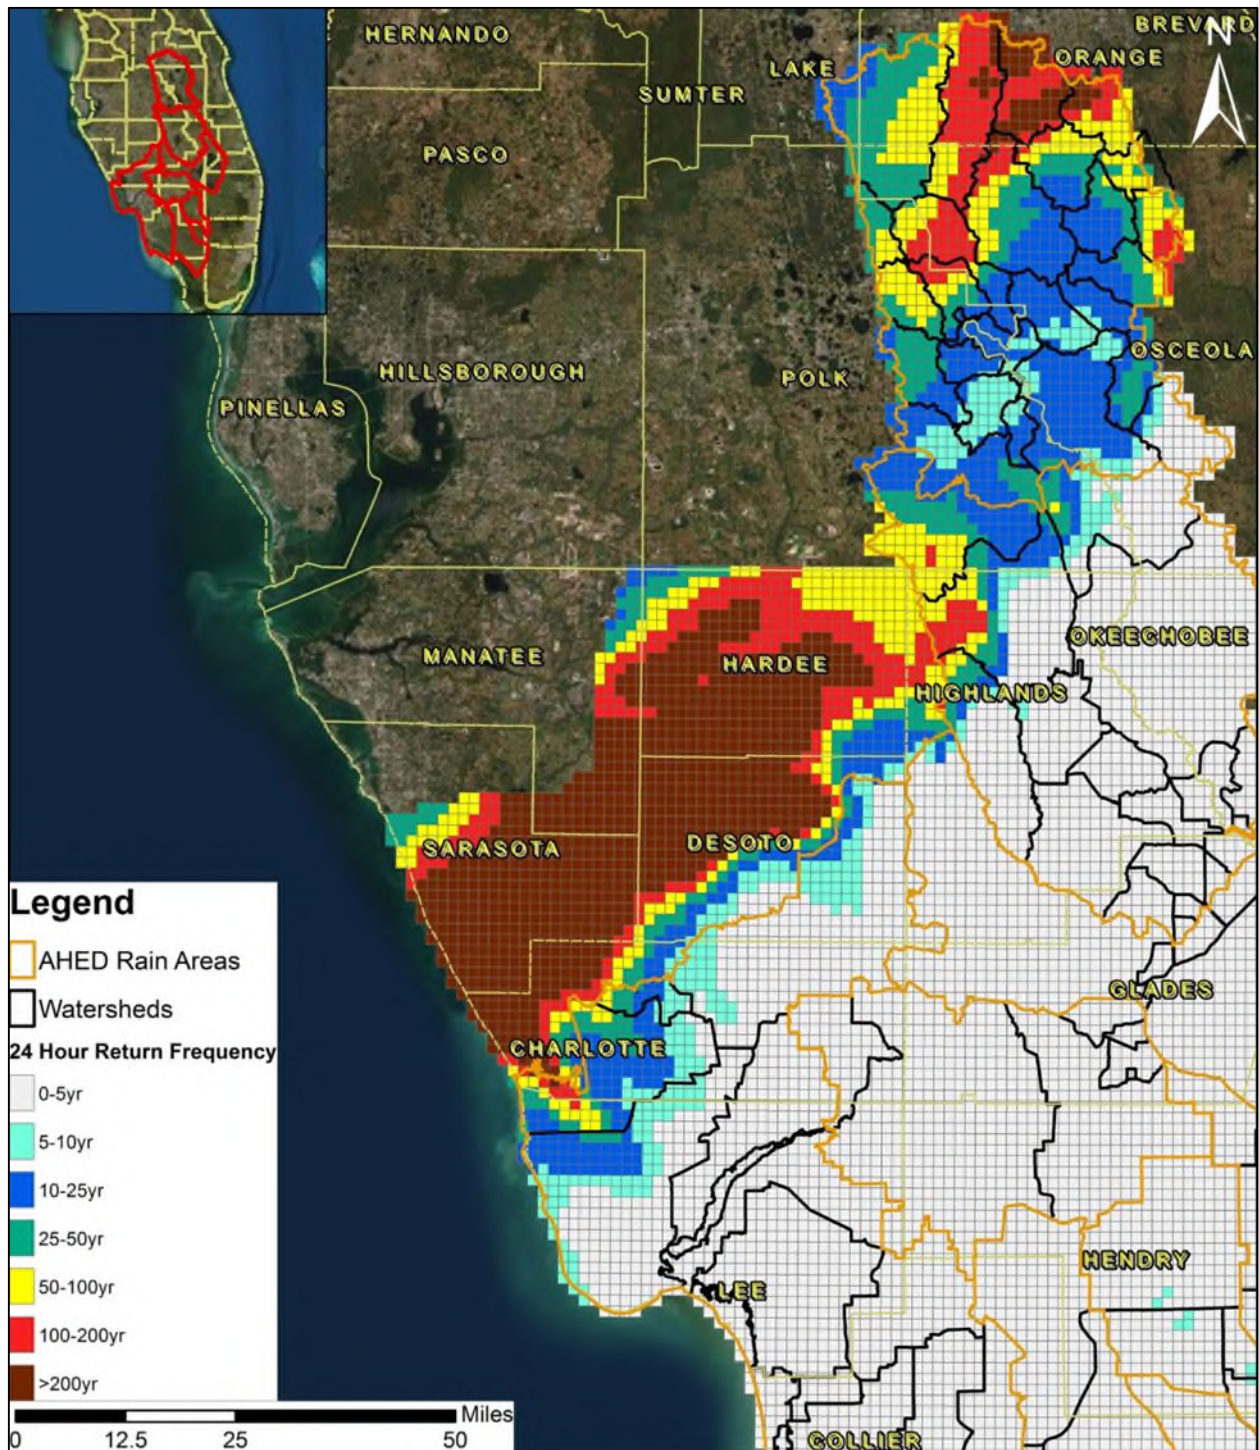 HERNANDO
BREVARD
N
LAKE
ORANGE
SUMTER
PASCO
HILLSBOROUGH
POLK
OSCEOLA
PINELLAS
MANATEE
HARDEE
OKEECHOBEE
HIGHLANDS
SARASOTA
DESOTO
GLADES
CHARLOTTE
HENDRY
LEE
COLLIER
Legend
AHED Rain Areas
Watersheds
24 Hour Return Frequency
0-5yr
5-10yr
10-25yr
25-50yr
50-100yr
100-200yr
>200yr
Miles
0 12.5 25 50